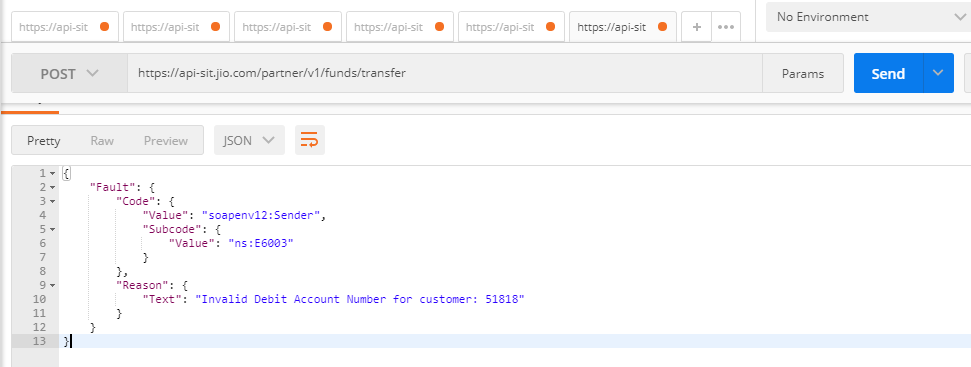 https://api-sit https://api-sit https://api-sit https://api-sit https://api-sit https://api-sit + ••• No Environment
POST https://api-sit.jio.com/partner/v1/funds/transfer Params Send
Pretty Raw Preview JSON
1 {
2 "Fault": {
3 "Code": {
4 "Value": "soapenv12:Sender",
5 "Subcode": {
6 "Value": "ns:E6003"
7 }
8 },
9 "Reason": {
10 "Text": "Invalid Debit Account Number for customer: 51818"
11 }
12 }
13 }